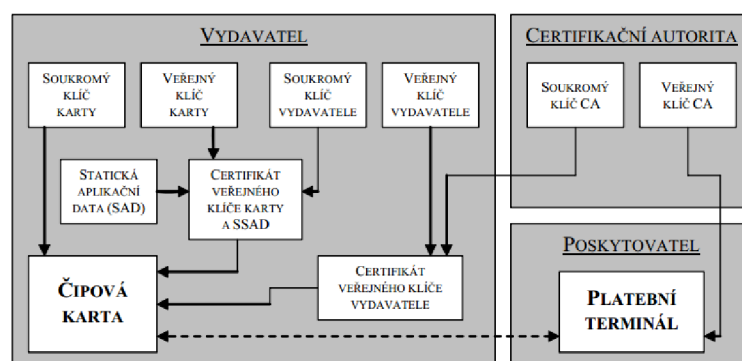 VYDAVATEL
CERTIFIKAČNÍ AUTORITA
SOUKROMÝ
KLÍČ
KARTY
VEŘEJNÝ
KLÍČ
KARTY
SOUKROMÝ
KLÍČ
VYDAVATELE
VEŘEJNÝ
KLÍČ
VYDAVATELE
SOUKROMÝ
KLÍČ CA
VEŘEJNÝ
KLÍČ CA
STATICKÁ
APLIKAČNÍ
DATA (SAD)
CERTIFIKÁT
VEŘEJNÉHO
KLÍČE KARTY
A SSAD
POSKYTOVATEL
ČIPOVÁ
KARTA
CERTIFIKÁT
VEŘEJNÉHO KLÍČE
VYDAVATELE
PLATEBNÍ
TERMINÁL